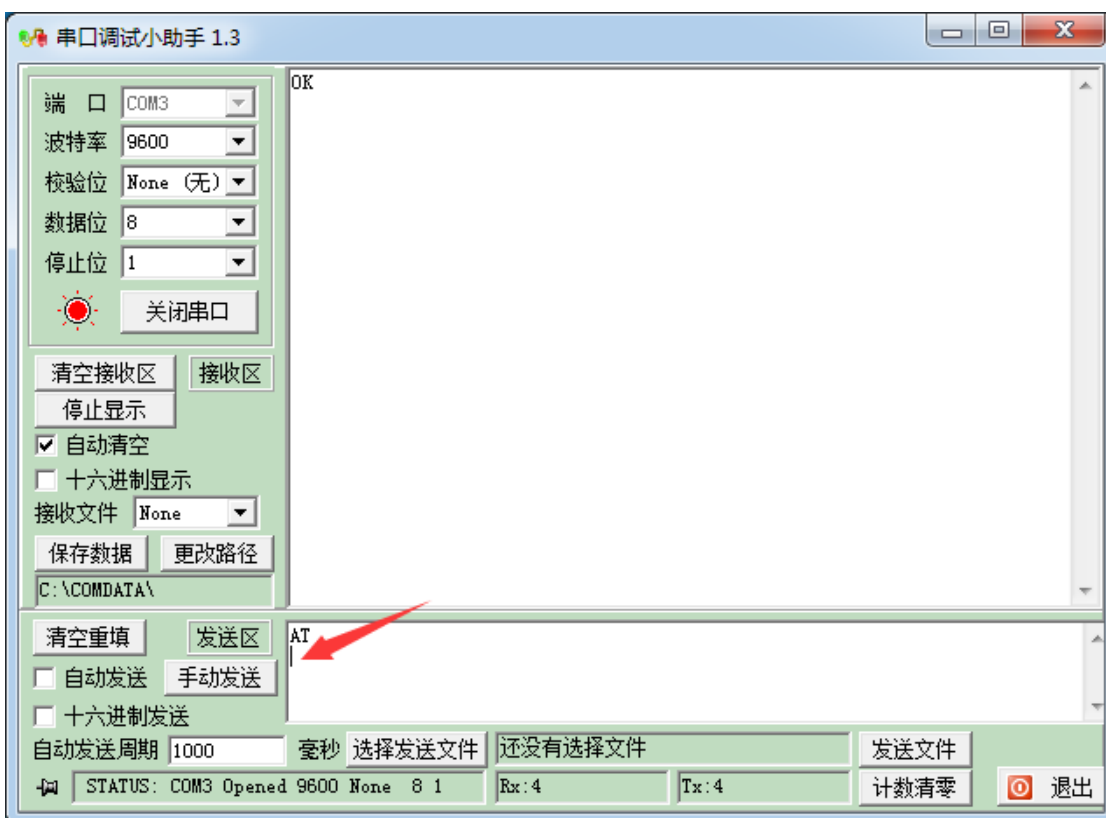 串口调试小助手 1.3
OK
端 口 COM3
波特率 9600
校验位 None (无)
数据位 8
停止位 1
关闭串口
清空接收区 接收区
停止显示
自动清空
十六进制显示
接收文件 None
保存数据 更改路径
C:\COMDATA\
清空重填 发送区
AT
自动发送 手动发送
十六进制发送
自动发送周期 1000 毫秒 选择发送文件 还没有选择文件 发送文件
STATUS: COM3 Opened 9600 None 8 1 Rx:4 Tx:4 计数清零 退出